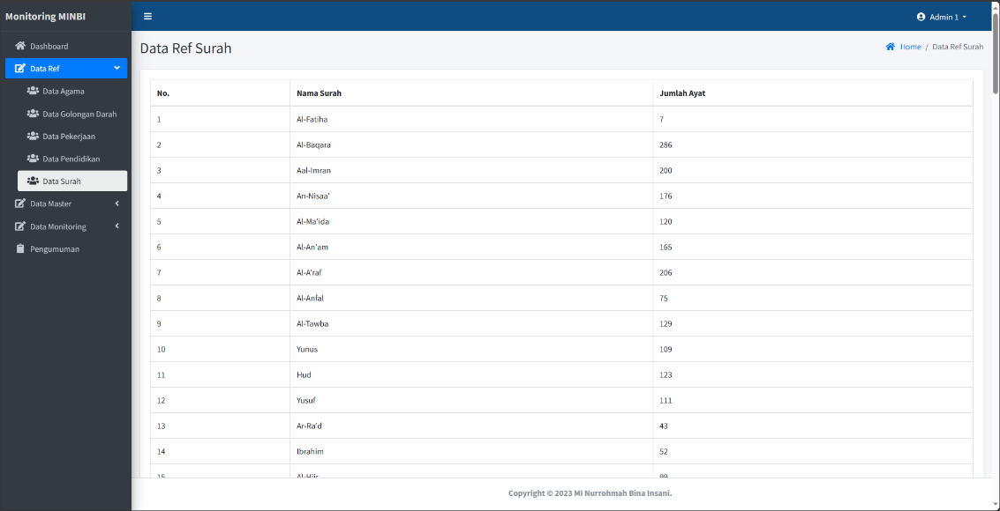 Monitoring MINBI
Admin 1
Dashboard
Data Ref
Data Agama
Data Golongan Darah
Data Pekerjaan
Data Pendidikan
Data Surah
Data Master
Data Monitoring
Pengumuman
Data Ref Surah
Home / Data Ref Surah
No. Nama Surah Jumlah Ayat
1 Al-Fatiha 7
2 Al-Baqara 286
3 Aal-Imran 200
4 An-Nisaa' 176
5 Al-Ma'ida 120
6 Al-An'am 165
7 Al-A'raf 206
8 Al-Anfal 75
9 Al-Tawba 129
10 Yunus 109
11 Hud 123
12 Yusuf 111
13 Ar-Ra'd 43
14 Ibrahim 52
15 Al-Hijr 99
Copyright © 2023 MI Nurrohmah Bina Insani.